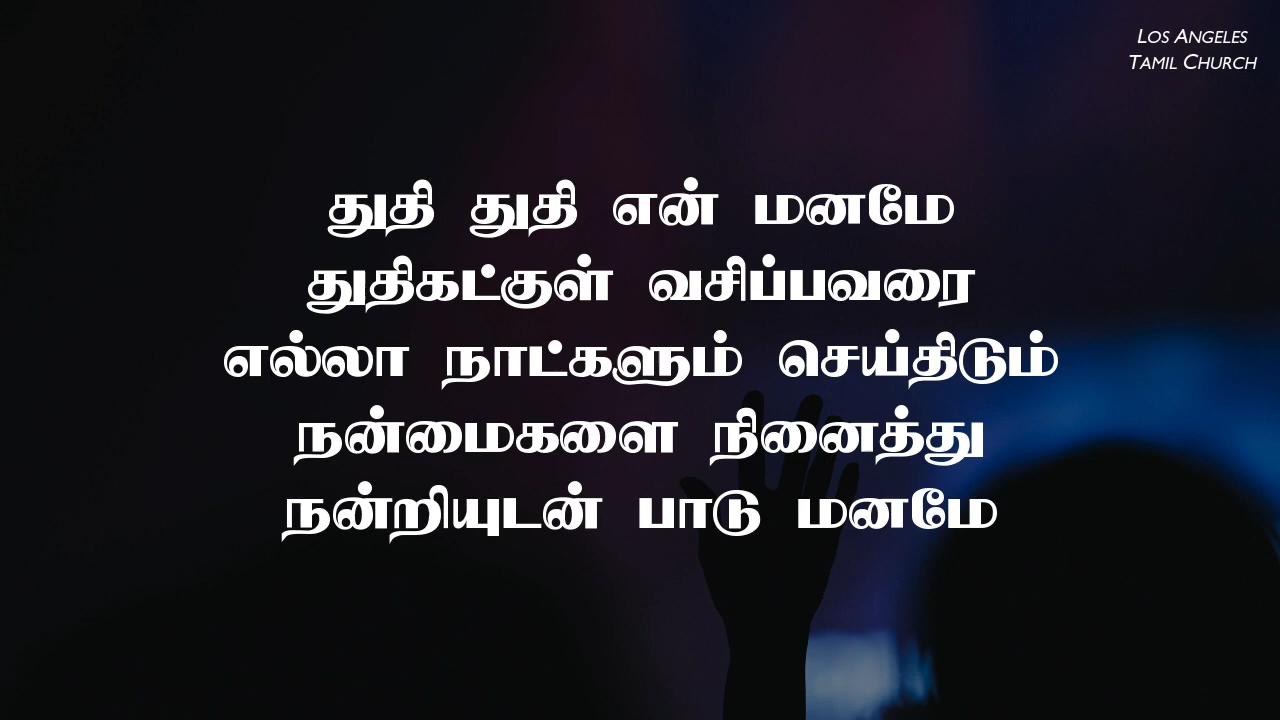 Los Angeles
Tamil Church
துதி துதி என் மனமே
துதிகட்குள் வசிப்பவரை
எல்லா நாட்களும் செய்திடும்
நன்மைகளை நினைத்து
நன்றியுடன் பாடு மனமே